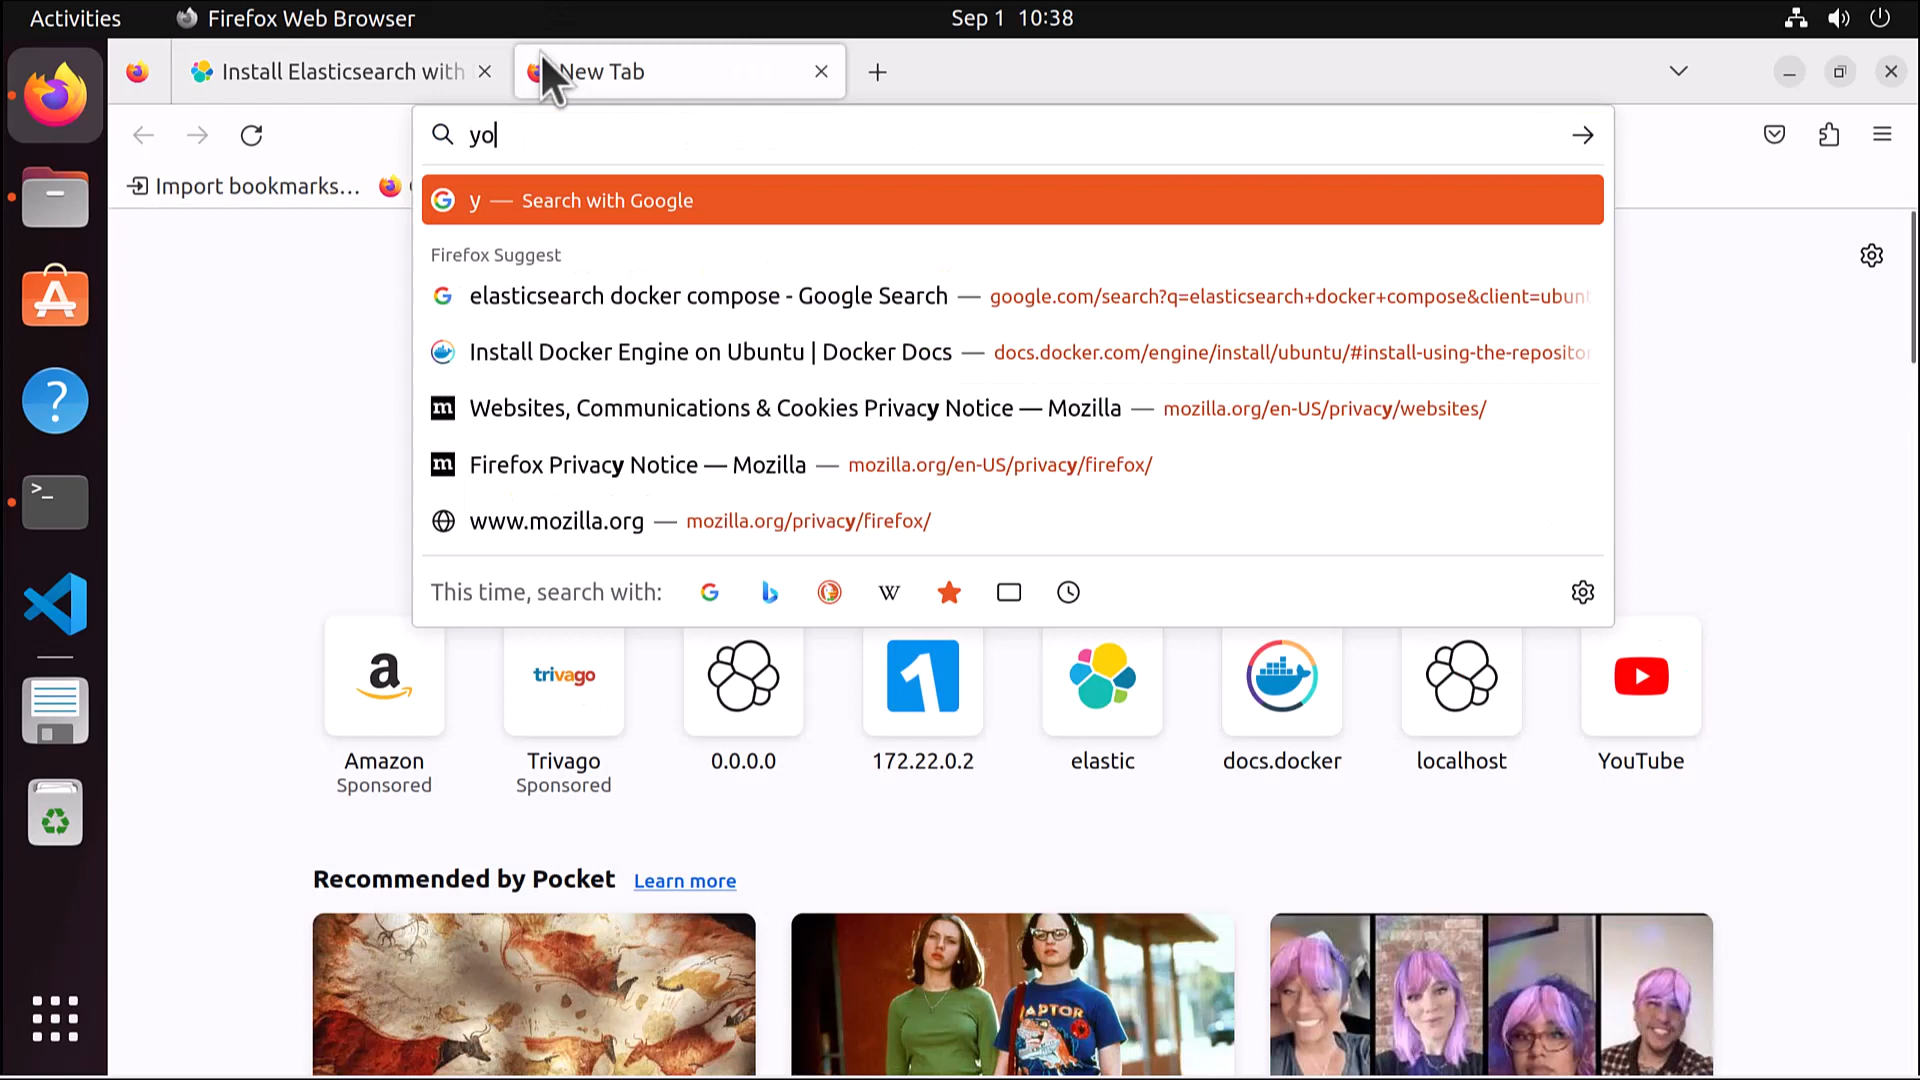 Activities
Firefox Web Browser
Sep 1 10:38
Install Elasticsearch with
New Tab
yo
Import bookmarks...
y — Search with Google
Firefox Suggest
elasticsearch docker compose - Google Search — google.com/search?q=elasticsearch+docker+compose&client=ubunt
Install Docker Engine on Ubuntu | Docker Docs — docs.docker.com/engine/install/ubuntu/#install-using-the-repositor
Websites, Communications & Cookies Privacy Notice — Mozilla — mozilla.org/en-US/privacy/websites/
Firefox Privacy Notice — Mozilla — mozilla.org/en-US/privacy/firefox/
www.mozilla.org — mozilla.org/privacy/firefox/
This time, search with:
trivago
Amazon
Sponsored
Trivago
Sponsored
0.0.0.0
172.22.0.2
elastic
docs.docker
localhost
YouTube
Recommended by Pocket
Learn more
RAPTOR